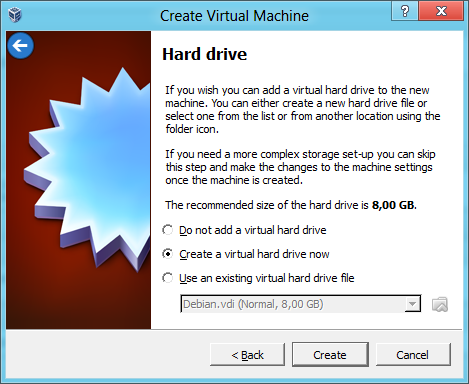 Create Virtual Machine
?
Hard drive
If you wish you can add a virtual hard drive to the new
machine. You can either create a new hard drive file or
select one from the list or from another location using the
folder icon.
If you need a more complex storage set-up you can skip
this step and make the changes to the machine settings
once the machine is created.
The recommended size of the hard drive is 8,00 GB.
Do not add a virtual hard drive
Create a virtual hard drive now
Use an existing virtual hard drive file
Debian.vdi (Normal, 8,00 GB)
< Back
Create
Cancel